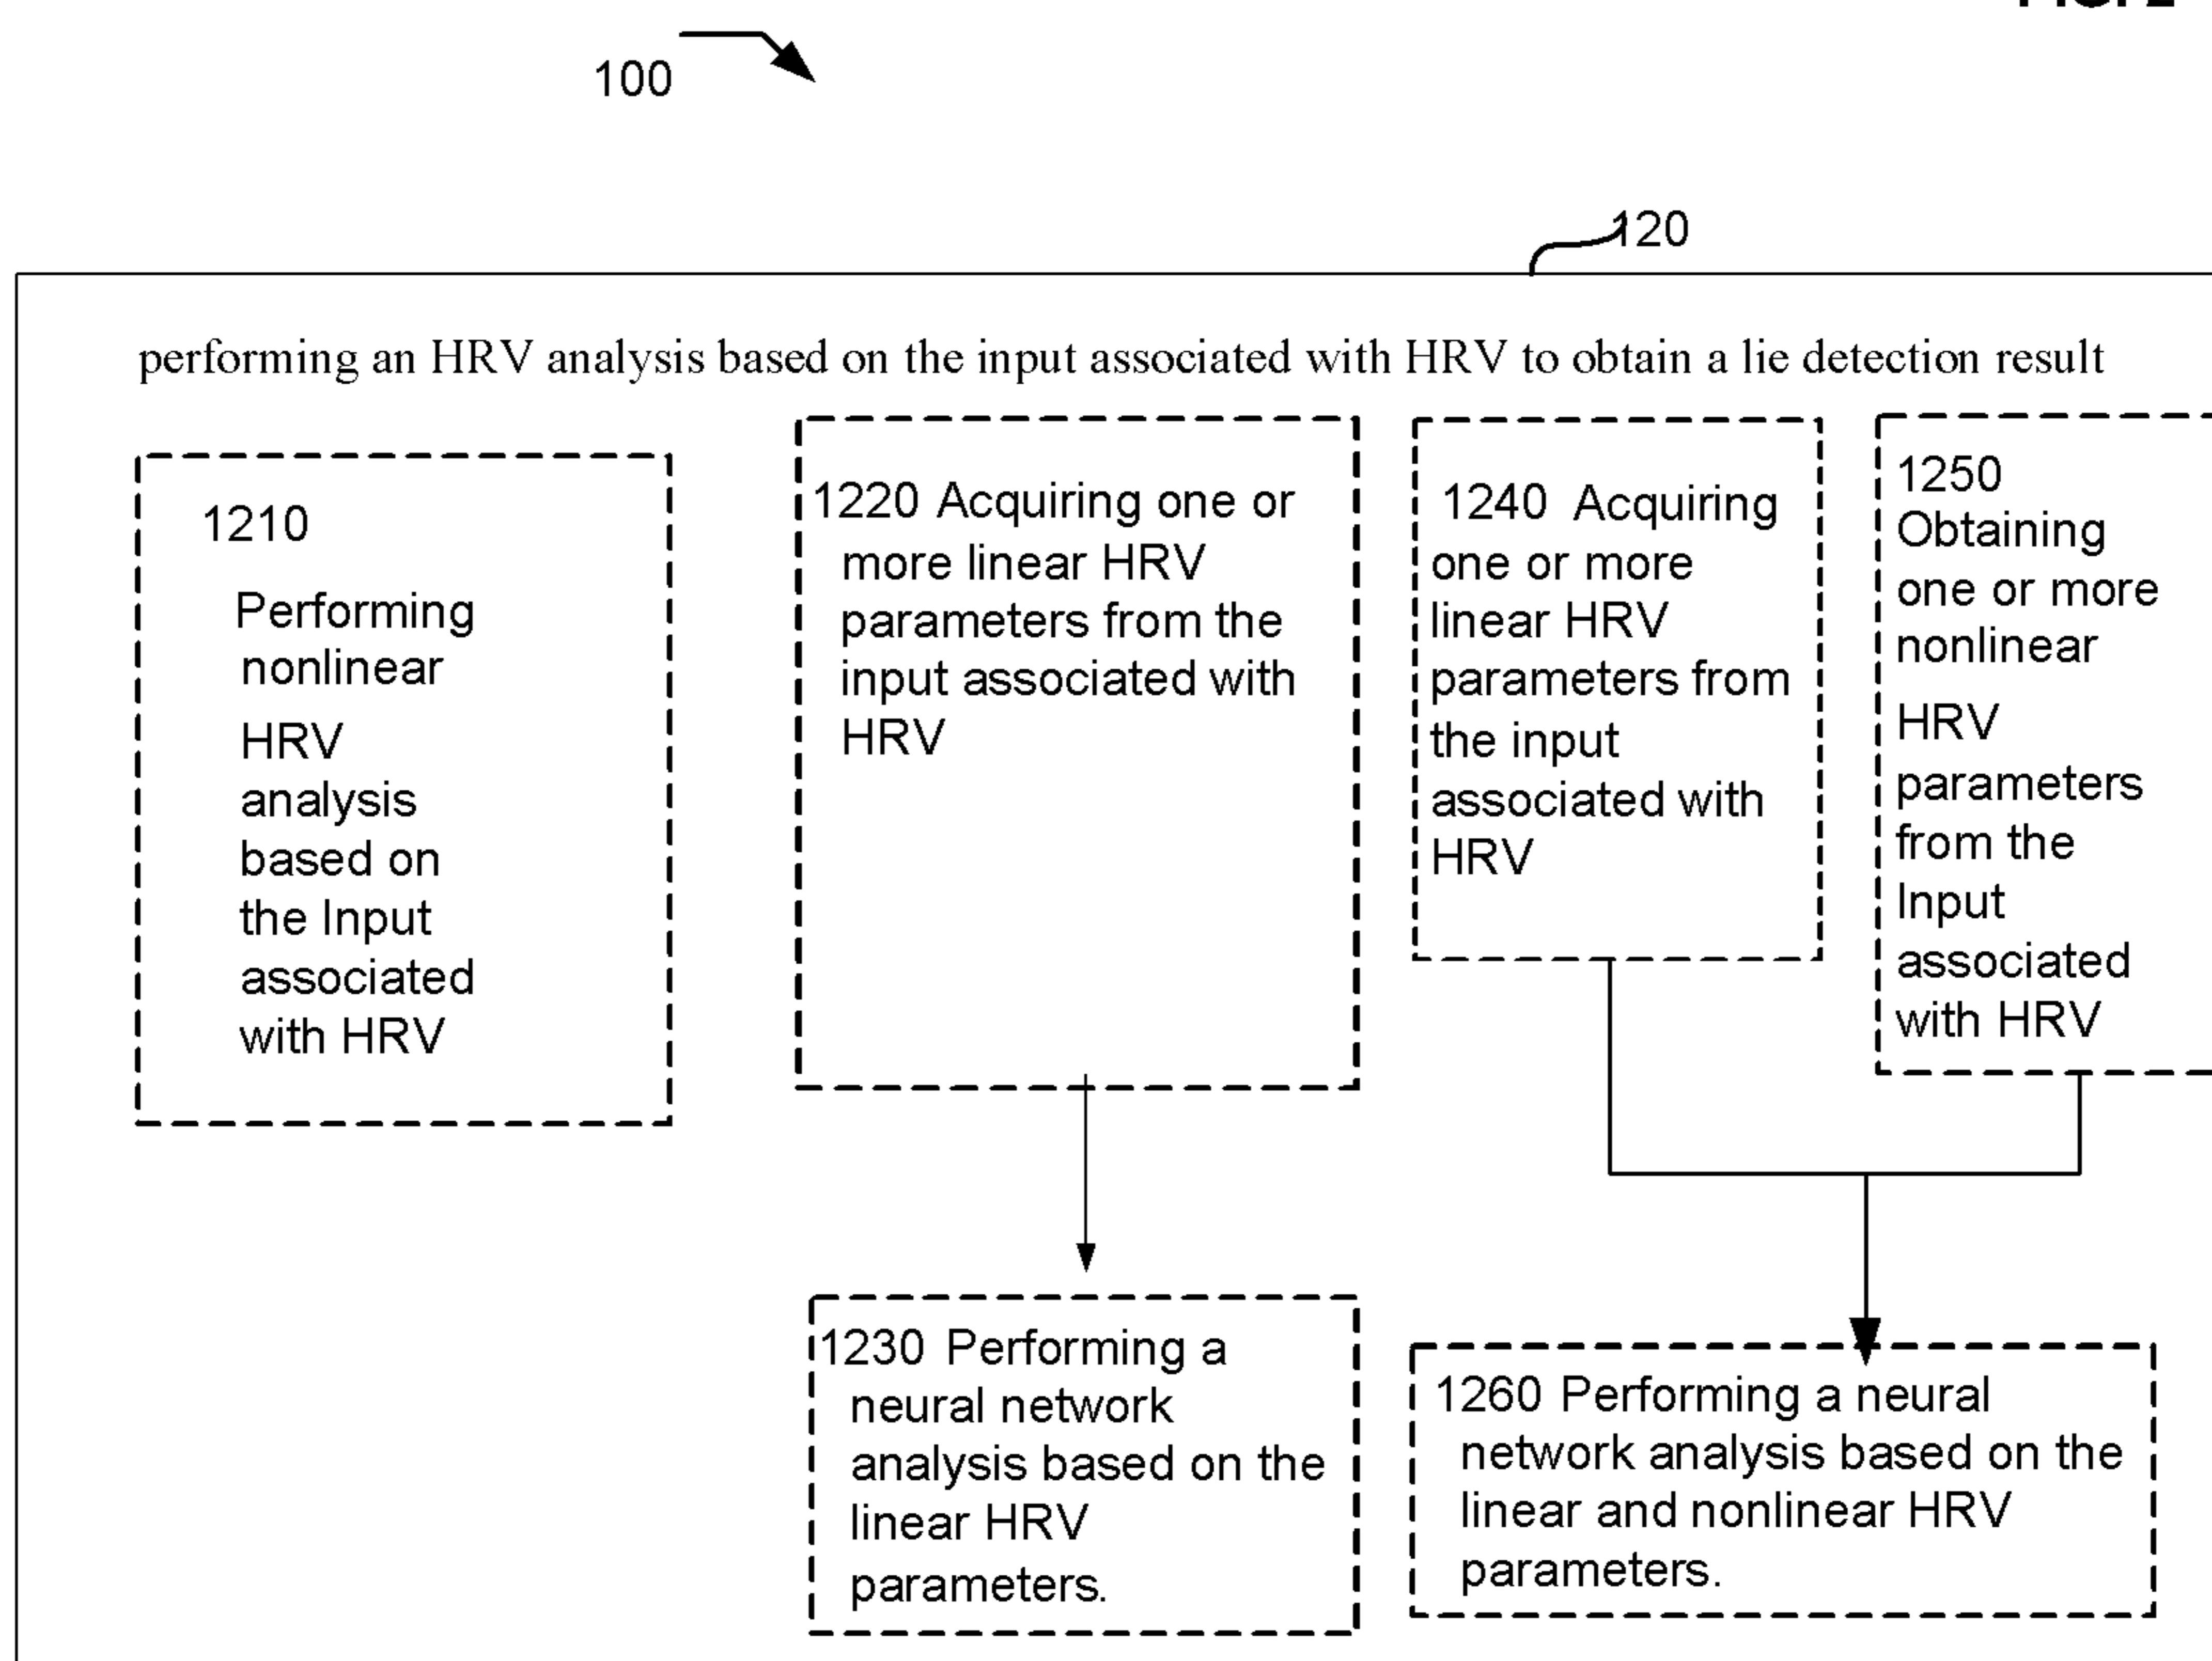 100
120
performing an HRV analysis based on the input associated with HRV to obtain a lie detection result
1210
Performing
nonlinear
HRV
analysis
based on
the Input
associated
with HRV
1220 Acquiring one or
more linear HRV
parameters from the
input associated with
HRV
1240 Acquiring
one or more
linear HRV
parameters from
the input
associated with
HRV
1250
Obtaining
one or more
nonlinear
HRV
parameters
from the
Input
associated
with HRV
1230 Performing a
neural network
analysis based on the
linear HRV
parameters.
1260 Performing a neural
network analysis based on the
linear and nonlinear HRV
parameters.